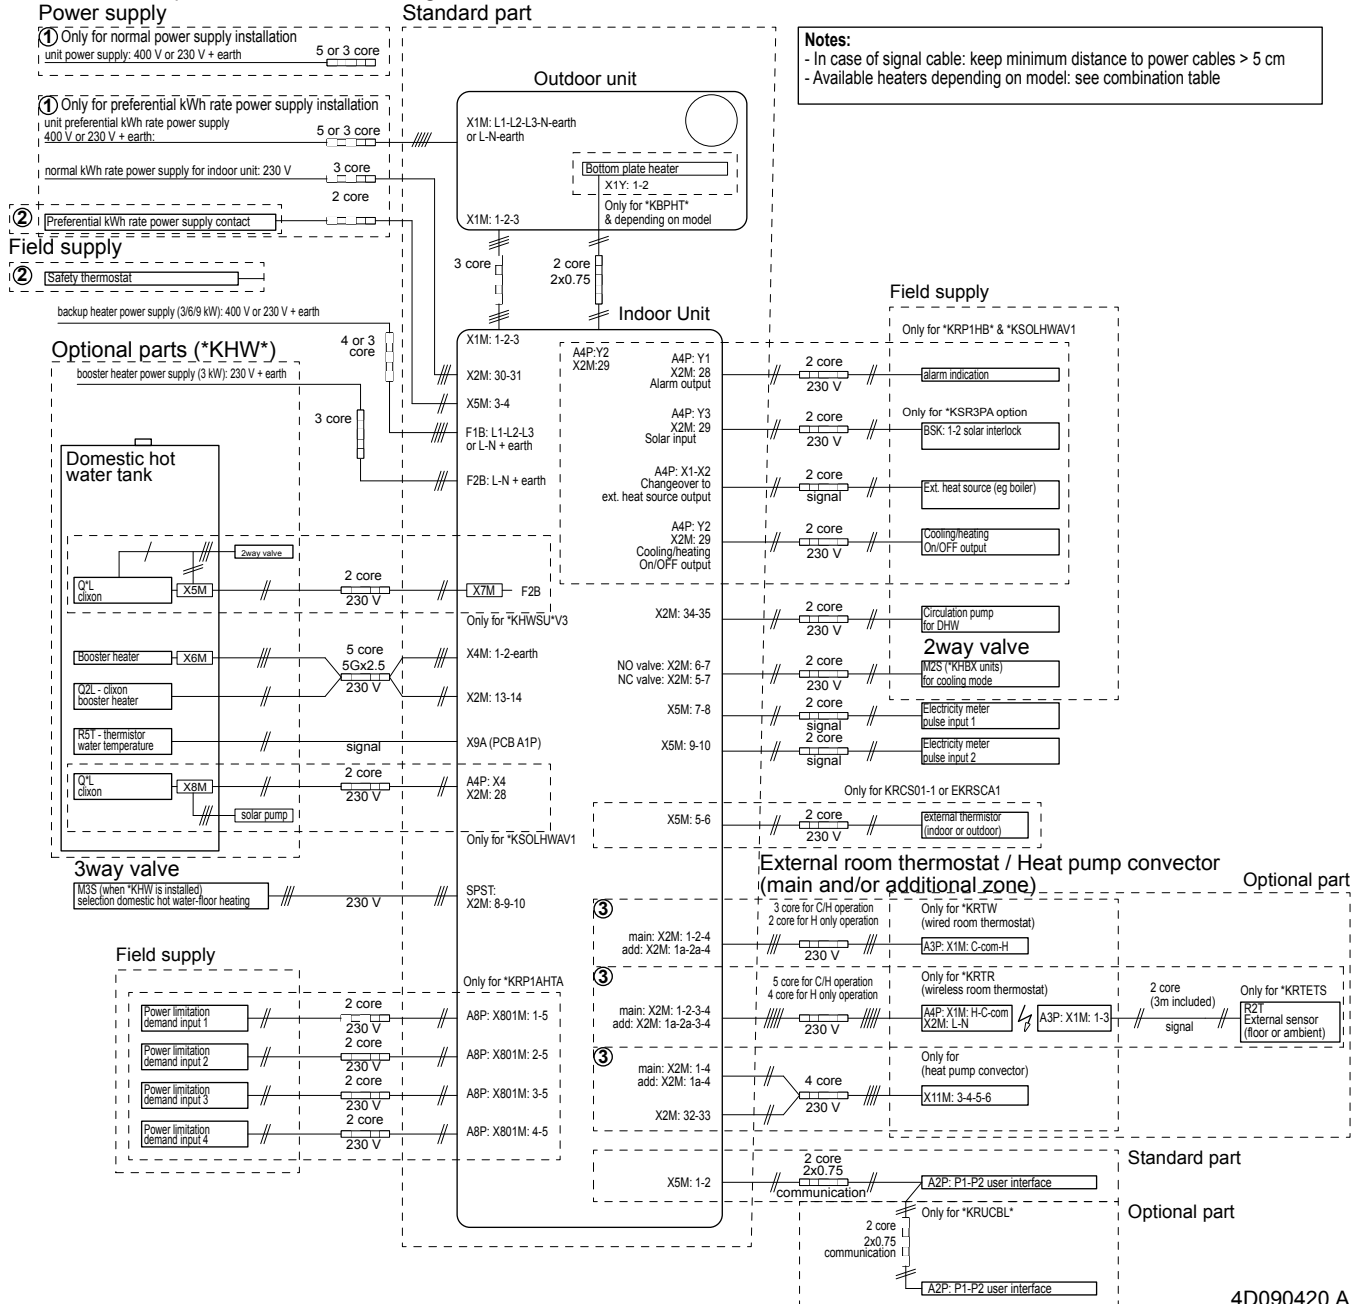 Power supply
① Only for normal power supply installation
unit power supply: 400 V or 230 V + earth
5 or 3 core
① Only for preferential kWh rate power supply installation
unit preferential kWh rate power supply
400 V or 230 V + earth:
5 or 3 core
normal kWh rate power supply for indoor unit: 230 V
3 core
2 core
② Preferential kWh rate power supply contact
Field supply
② Safety thermostat
backup heater power supply (3/6/9 kW): 400 V or 230 V + earth
4 or 3
core
Optional parts (*KHW*)
booster heater power supply (3 kW): 230 V + earth
3 core
Domestic hot
water tank
2way valve
Q*L
clixon
X5M
2 core
230 V
X7M
F2B
Only for *KHWSU*V3
Booster heater
X6M
5 core
5Gx2.5
230 V
X4M: 1-2-earth
Q2L - clixon
booster heater
X2M: 13-14
R5T - thermistor
water temperature
signal
X9A (PCB A1P)
Q*L
clixon
X8M
2 core
230 V
A4P: X4
X2M: 28
solar pump
Only for *KSOLHWAV1
3way valve
M3S (when *KHW is installed)
selection domestic hot water-floor heating
230 V
SPST:
X2M: 8-9-10
Field supply
Only for *KRP1AHTA
Power limitation
demand input 1
2 core
230 V
A8P: X801M: 1-5
Power limitation
demand input 2
2 core
230 V
A8P: X801M: 2-5
Power limitation
demand input 3
2 core
230 V
A8P: X801M: 3-5
Power limitation
demand input 4
2 core
230 V
A8P: X801M: 4-5
Standard part
Outdoor unit
X1M: L1-L2-L3-N-earth
or L-N-earth
Bottom plate heater
X1Y: 1-2
Only for *KBPHT*
& depending on model
X1M: 1-2-3
3 core
2 core
2x0.75
Indoor Unit
X1M: 1-2-3
X2M: 30-31
X5M: 3-4
F1B: L1-L2-L3
or L-N + earth
F2B: L-N + earth
A4P:Y2
X2M:29
Notes:
- In case of signal cable: keep minimum distance to power cables > 5 cm
- Available heaters depending on model: see combination table
Field supply
Only for *KRP1HB* & *KSOLHWAV1
A4P: Y1
X2M: 28
Alarm output
2 core
230 V
alarm indication
A4P: Y3
X2M: 29
Solar input
2 core
230 V
Only for *KSR3PA option
BSK: 1-2 solar interlock
A4P: X1-X2
Changeover to
ext. heat source output
2 core
signal
Ext. heat source (eg boiler)
A4P: Y2
X2M: 29
Cooling/heating
On/OFF output
2 core
230 V
Cooling/heating
On/OFF output
X2M: 34-35
2 core
230 V
Circulation pump
for DHW
2way valve
NO valve: X2M: 6-7
NC valve: X2M: 5-7
2 core
230 V
M2S (*KHBX units)
for cooling mode
X5M: 7-8
2 core
signal
Electricity meter
pulse input 1
X5M: 9-10
2 core
signal
Electricity meter
pulse input 2
Only for KRCS01-1 or EKRSCA1
X5M: 5-6
2 core
230 V
external thermistor
(indoor or outdoor)
External room thermostat / Heat pump convector
(main and/or additional zone)
Optional part
③
3 core for C/H operation
2 core for H only operation
main: X2M: 1-2-4
add: X2M: 1a-2a-4
230 V
Only for *KRTW
(wired room thermostat)
A3P: X1M: C-com-H
③
5 core for C/H operation
4 core for H only operation
main: X2M: 1-2-3-4
add: X2M: 1a-2a-3-4
230 V
Only for *KRTR
(wireless room thermostat)
A4P: X1M: H-C-com
X2M: L-N
A3P: X1M: 1-3
2 core
(3m included)
signal
Only for *KRTETS
R2T
External sensor
(floor or ambient)
③
main: X2M: 1-4
add: X2M: 1a-4
X2M: 32-33
4 core
230 V
Only for
(heat pump convector)
X11M: 3-4-5-6
X5M: 1-2
2 core
2x0.75
communication
A2P: P1-P2 user interface
Standard part
Only for *KRUCBL*
Optional part
2 core
2x0.75
communication
A2P: P1-P2 user interface
4D090420 A